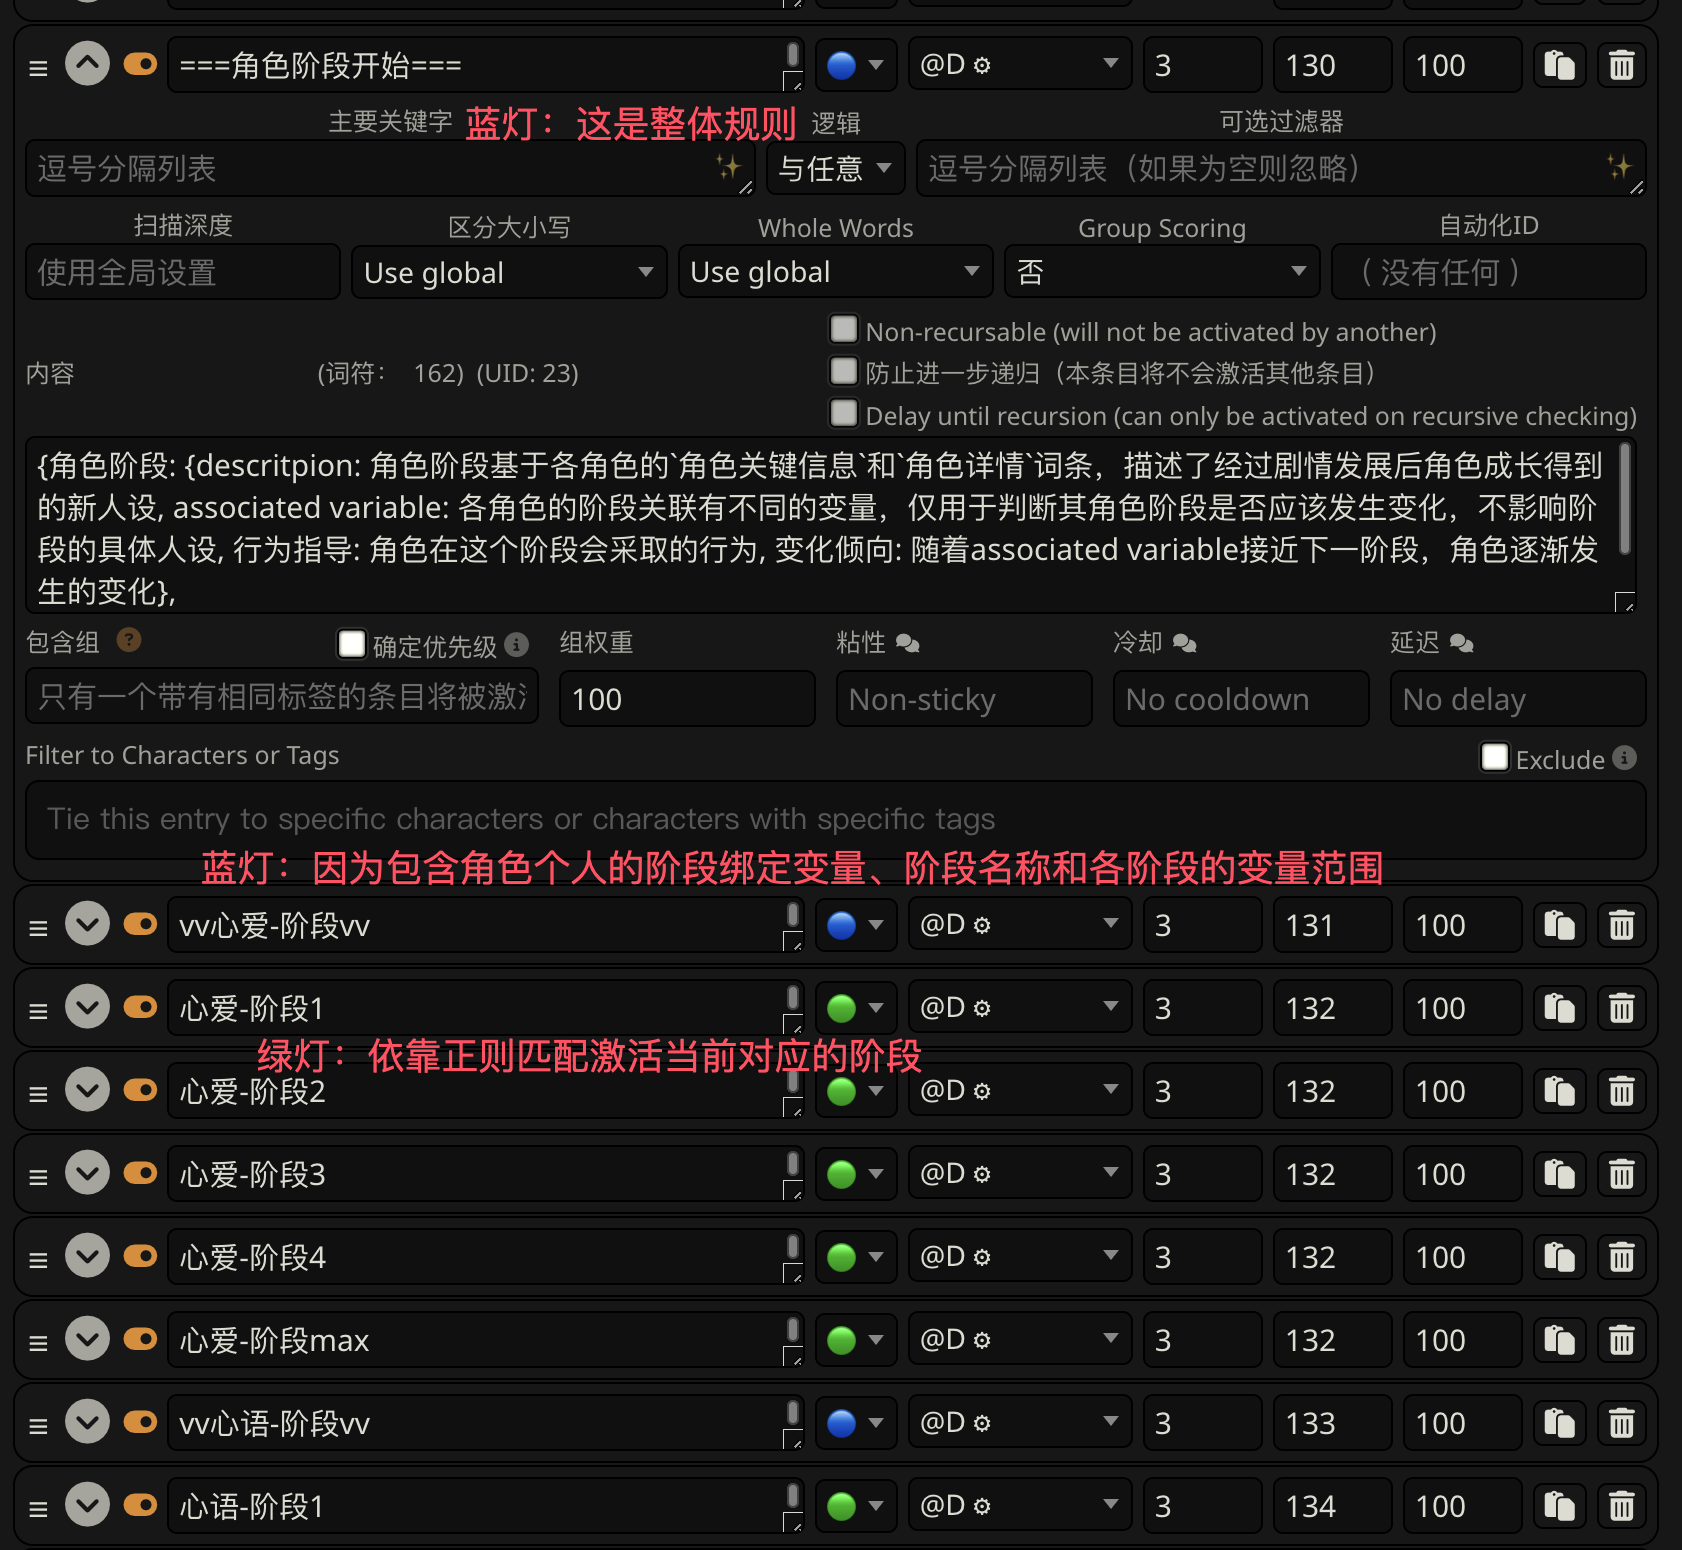 ===角色阶段开始=== @D ⚙ 3 130 100
主要关键字 蓝灯：这是整体规则 逻辑 可选过滤器
逗号分隔列表 与任意 逗号分隔列表（如果为空则忽略）
扫描深度 区分大小写 Whole Words Group Scoring 自动化ID
使用全局设置 Use global Use global 否 （没有任何）
Non-recursable (will not be activated by another)
内容 (词符： 162) (UID: 23) 防止进一步递归（本条目将不会激活其他条目）
Delay until recursion (can only be activated on recursive checking)
{角色阶段: {descritpion: 角色阶段基于各角色的`角色关键信息`和`角色详情`词条，描述了经过剧情发展后角色成长得到
的新人设, associated variable: 各角色的阶段关联有不同的变量，仅用于判断其角色阶段是否应该发生变化，不影响阶
段的具体人设, 行为指导: 角色在这个阶段会采取的行为, 变化倾向: 随着associated variable接近下一阶段，角色逐渐发
生的变化},
包含组 ? 确定优先级 i 组权重 粘性 冷却 延迟
只有一个带有相同标签的条目将被激 100 Non-sticky No cooldown No delay
Filter to Characters or Tags Exclude i
Tie this entry to specific characters or characters with specific tags
蓝灯：因为包含角色个人的阶段绑定变量、阶段名称和各阶段的变量范围
vv心爱-阶段vv @D ⚙ 3 131 100
心爱-阶段1 @D ⚙ 3 132 100
绿灯：依靠正则匹配激活当前对应的阶段
心爱-阶段2 @D ⚙ 3 132 100
心爱-阶段3 @D ⚙ 3 132 100
心爱-阶段4 @D ⚙ 3 132 100
心爱-阶段max @D ⚙ 3 132 100
vv心语-阶段vv @D ⚙ 3 133 100
心语-阶段1 @D ⚙ 3 134 100